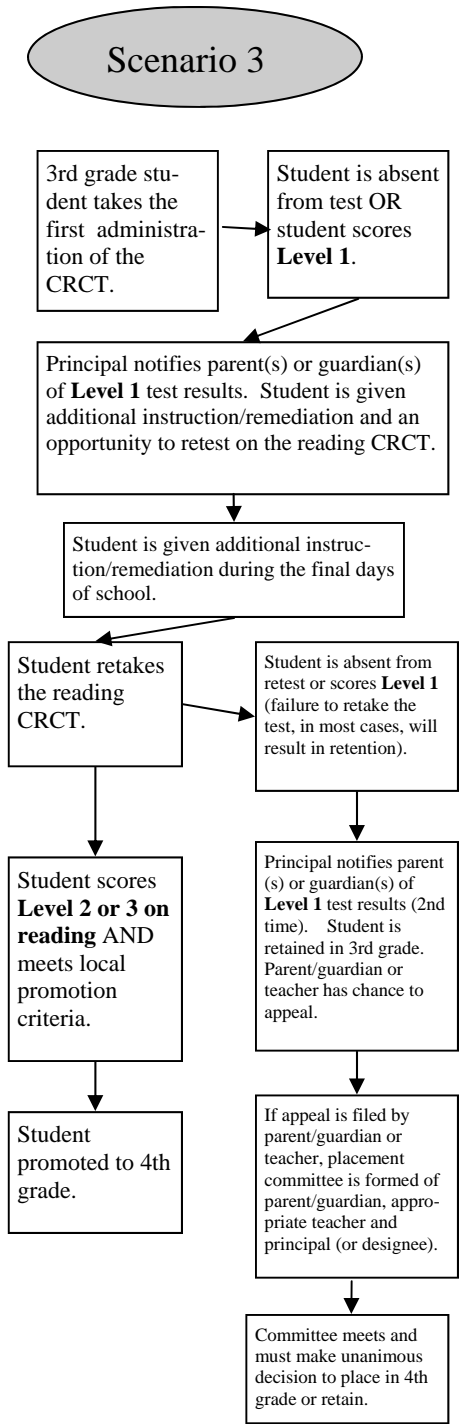 Scenario 3
3rd grade stu-
dent takes the
first administra-
tion of the
CRCT.
Student is absent
from test OR
student scores
Level 1.
Principal notifies parent(s) or guardian(s)
of Level 1 test results. Student is given
additional instruction/remediation and an
opportunity to retest on the reading CRCT.
Student is given additional instruc-
tion/remediation during the final days
of school.
Student retakes
the reading
CRCT.
Student is absent from
retest or scores Level 1
(failure to retake the
test, in most cases, will
result in retention).
Student scores
Level 2 or 3 on
reading AND
meets local
promotion
criteria.
Principal notifies parent
(s) or guardian(s) of
Level 1 test results (2nd
time). Student is
retained in 3rd grade.
Parent/guardian or
teacher has chance to
appeal.
Student
promoted to 4th
grade.
If appeal is filed by
parent/guardian or
teacher, placement
committee is formed of
parent/guardian, appro-
priate teacher and
principal (or designee).
Committee meets and
must make unanimous
decision to place in 4th
grade or retain.